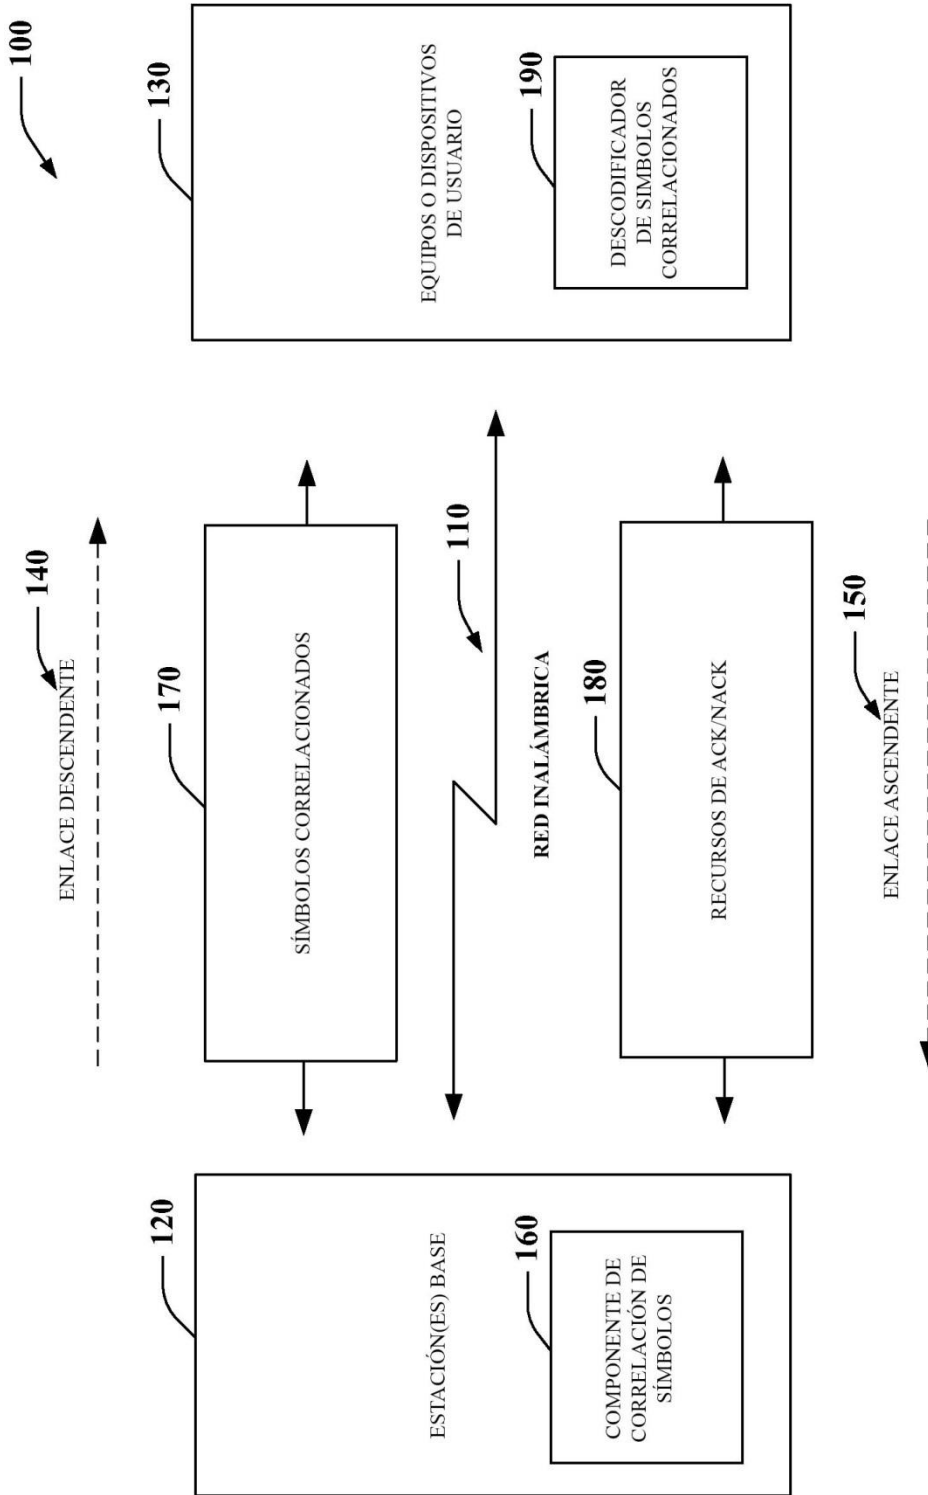 100
ENLACE DESCENDENTE
140
120
ESTACIÓN(ES) BASE
160
COMPONENTE DE
CORRELACIÓN DE
SÍMBOLOS
170
SÍMBOLOS CORRELACIONADOS
110
RED INALÁMBRICA
180
RECURSOS DE ACK/NACK
130
EQUIPOS O DISPOSITIVOS
DE USUARIO
190
DESCODIFICADOR
DE SIMBOLOS
CORRELACIONADOS
150
ENLACE ASCENDENTE